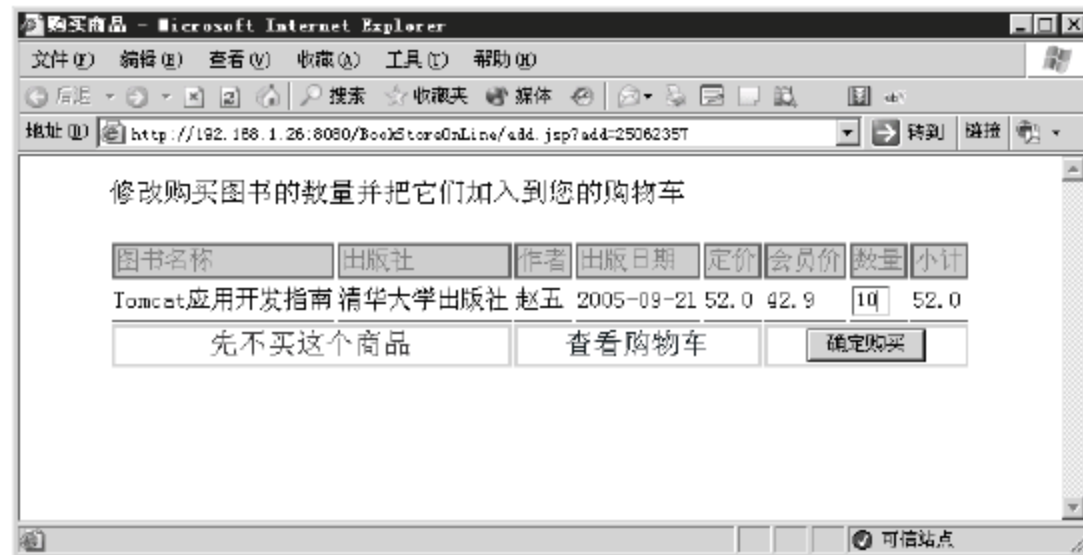 购买商品 - Microsoft Internet Explorer
文件(F) 编辑(E) 查看(V) 收藏(A) 工具(T) 帮助(H)
后退 搜索 收藏夹 媒体
地址(D) http://192.168.1.26:8080/BookStoreOnLine/add.jsp?add=25062357 转到 链接
修改购买图书的数量并把它们加入到您的购物车
图书名称 出版社 作者 出版日期 定价 会员价 数量 小计
Tomcat应用开发指南 清华大学出版社 赵五 2005-09-21 52.0 42.9 10 52.0
先不买这个商品 查看购物车 确定购买
可信站点